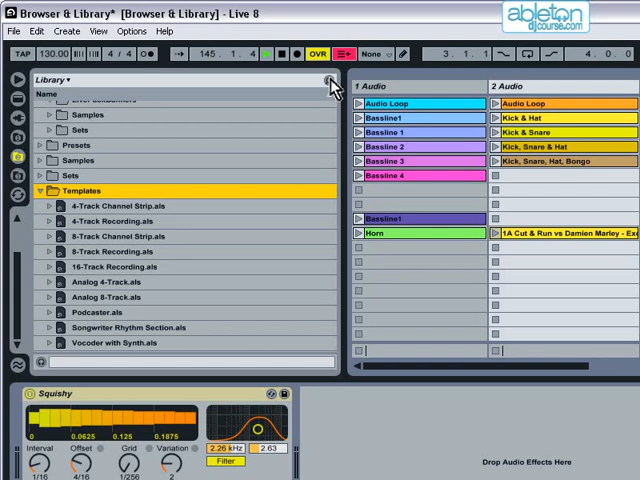 Browser & Library* [Browser & Library] - Live 8
ableton
djcourse.com
File Edit Create View Options Help
TAP 130.00 4 / 4 145 . 1 . 4 OVR None 3 . 1 . 1 4 . 0 . 0
Library
Name
Samples
Sets
Presets
Samples
Sets
Templates
4-Track Channel Strip.als
4-Track Recording.als
8-Track Channel Strip.als
8-Track Recording.als
16-Track Recording.als
Analog 4-Track.als
Analog 8-Track.als
Podcaster.als
Songwriter Rhythm Section.als
Vocoder with Synth.als
1 Audio 2 Audio
Audio Loop Audio Loop
Bassline1 Kick & Hat
Bassline 1 Kick & Snare
Bassline 2 Kick, Snare & Hat
Bassline 3 Kick, Snare, Hat, Bongo
Bassline 4
Bassline1
Horn 1A Cut & Run vs Damien Marley - Exc
Squishy
0 0.0625 0.125 0.1875
2.26 kHz 2.63
Interval Offset Grid Variation Filter
1/16 4/16 1/16 2
Drop Audio Effects Here